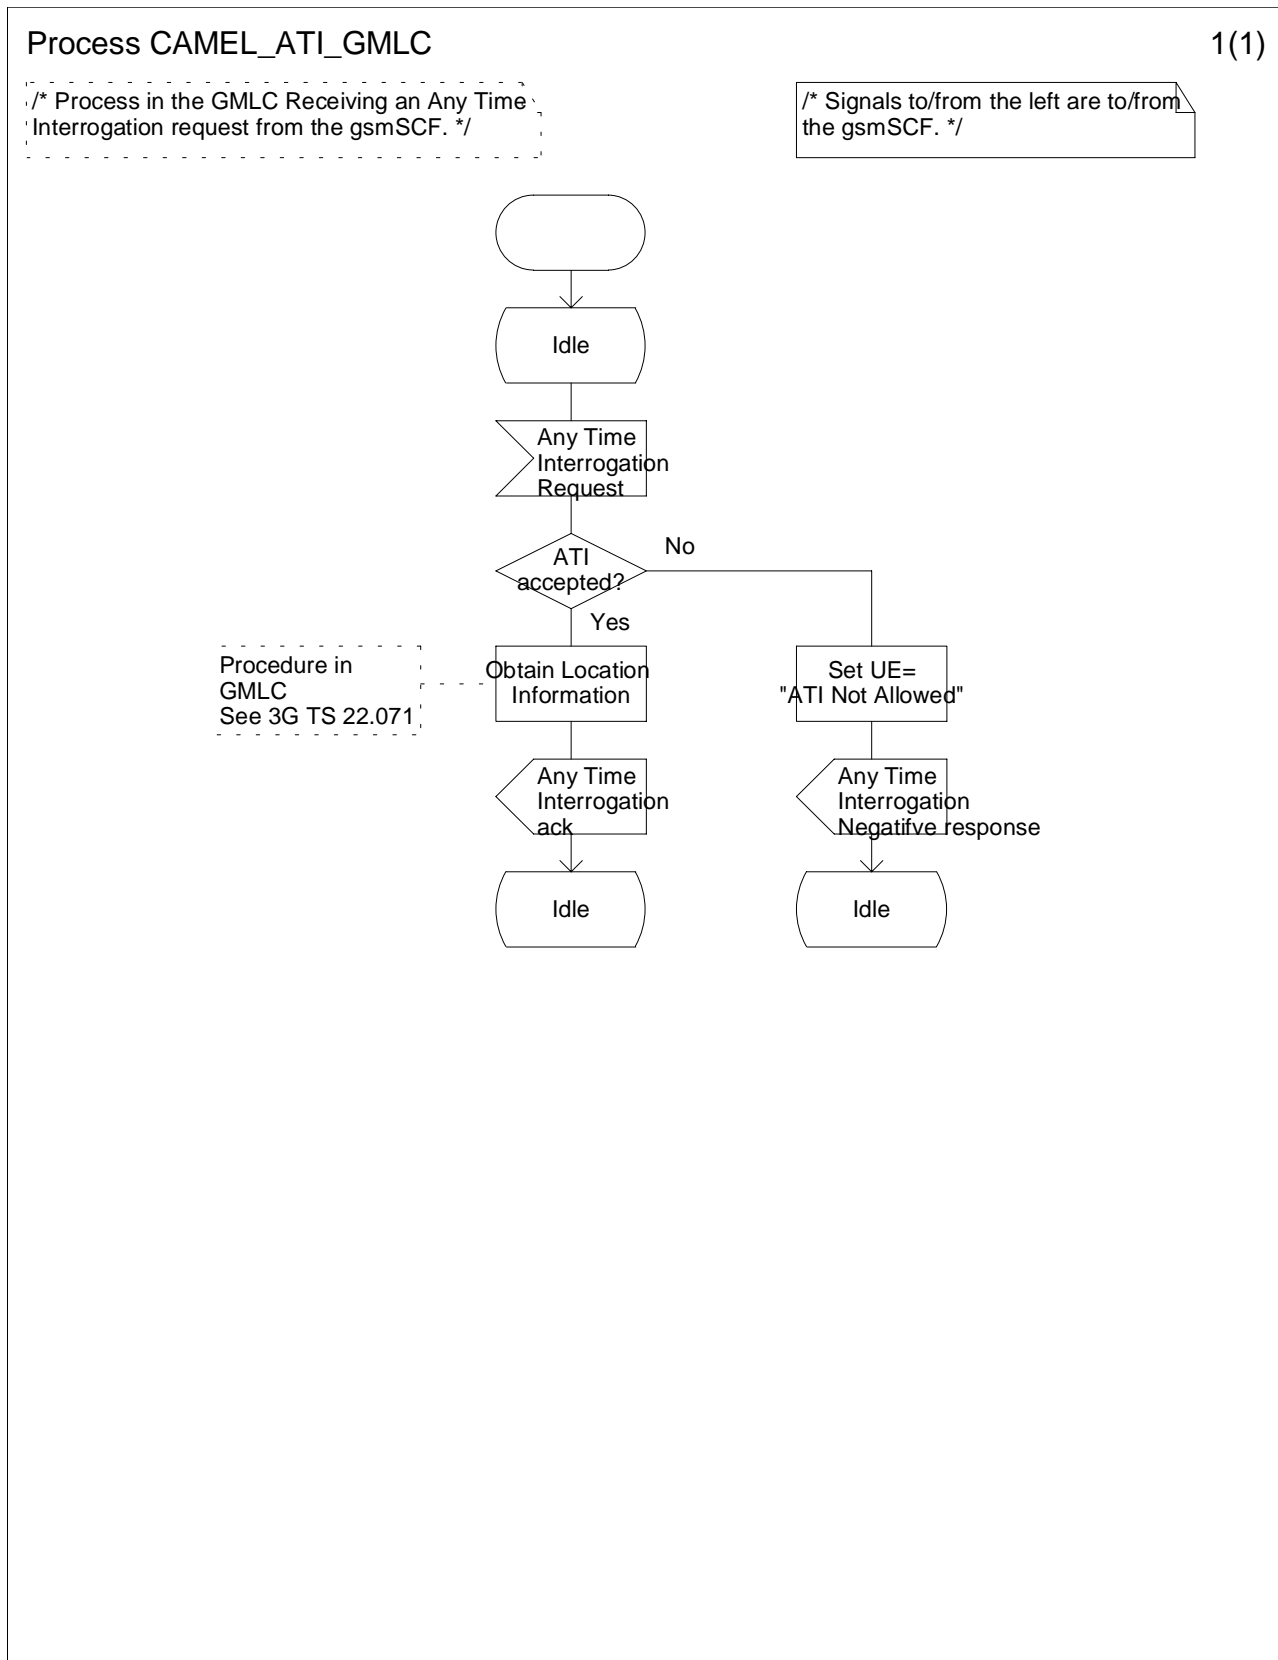 Process CAMEL_ATI_GMLC
1(1)
/* Process in the GMLC Receiving an Any Time
Interrogation request from the gsmSCF. */
/* Signals to/from the left are to/from
the gsmSCF. */
Idle
Any Time
Interrogation
Request
ATI
accepted?
No
Yes
Procedure in
GMLC
See 3G TS 22.071
Obtain Location
Information
Set UE=
"ATI Not Allowed"
Any Time
Interrogation
ack
Any Time
Interrogation
Negatifve response
Idle
Idle